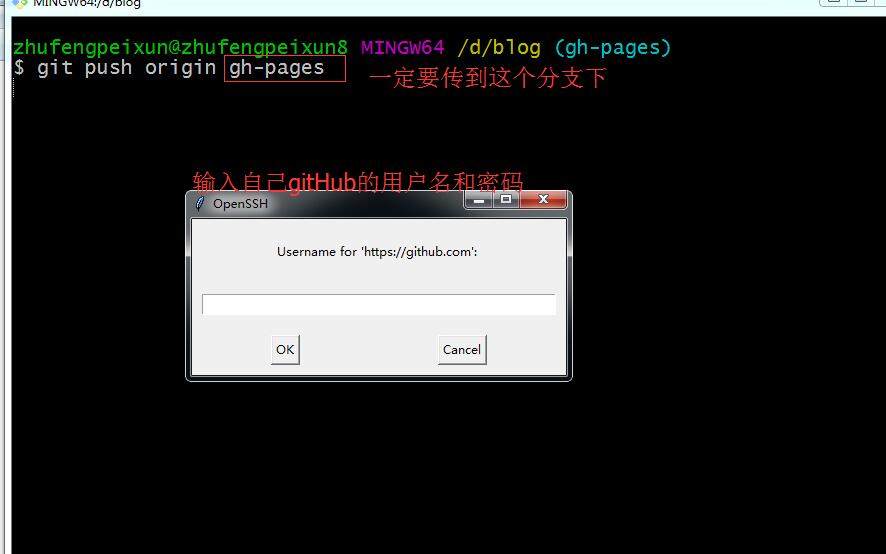 MINGW64:/d/blog
zhufengpeixun@zhufengpeixun8 MINGW64 /d/blog (gh-pages)
$ git push origin gh-pages 一定要传到这个分支下
输入自己gitHub的用户名和密码
OpenSSH
Username for 'https://github.com':
OK Cancel